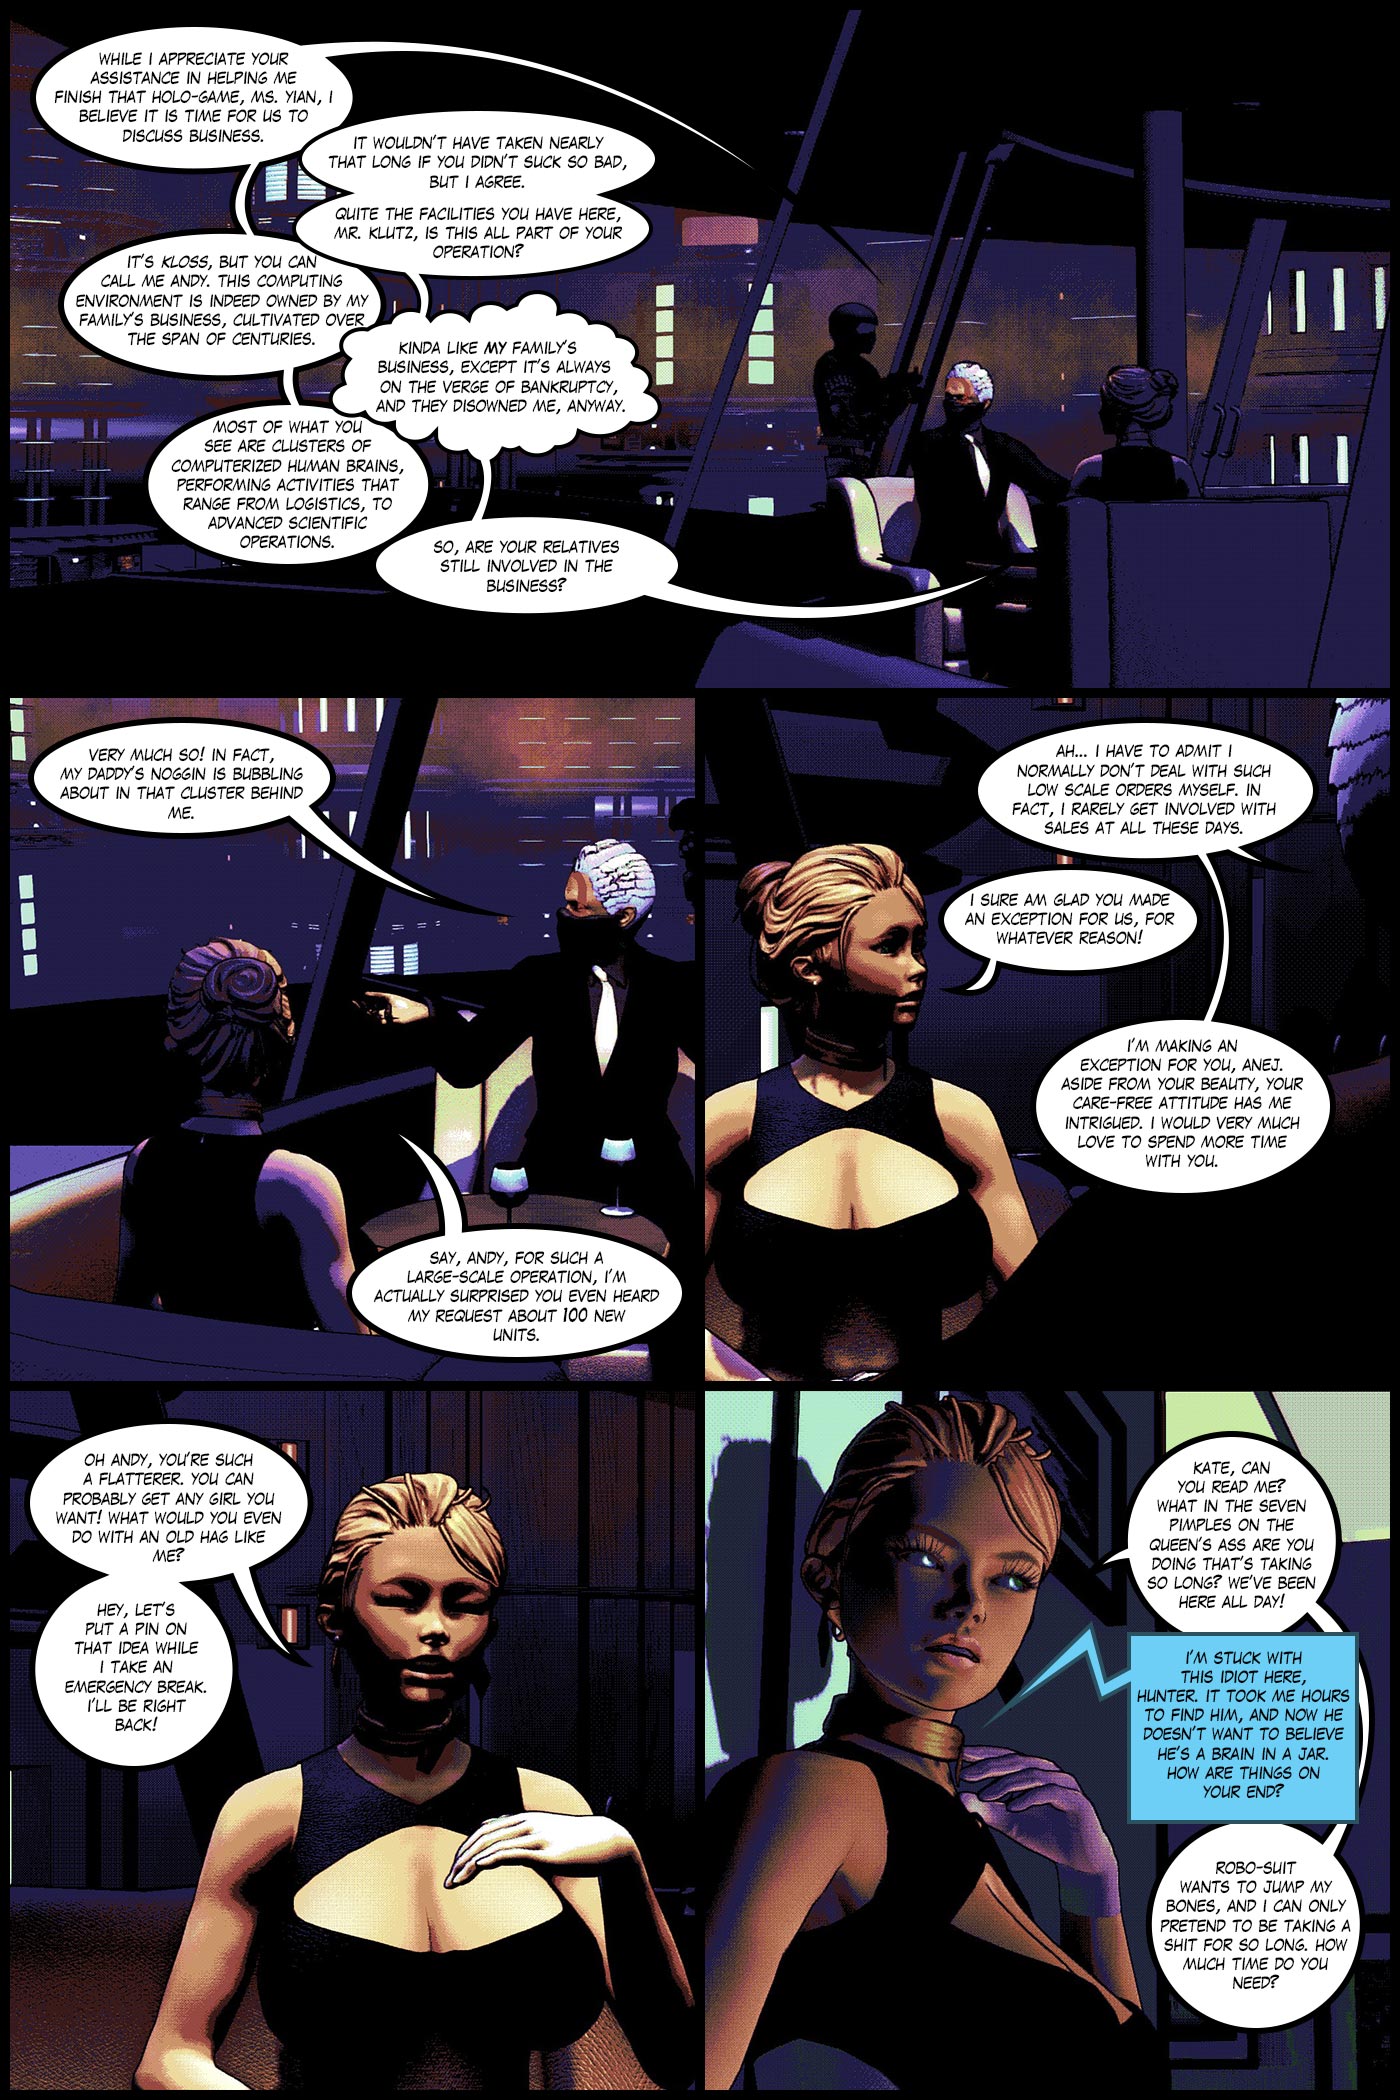 WHILE I APPRECIATE YOUR
ASSISTANCE IN HELPING ME
FINISH THAT HOLO-GAME, MS. YIAN, I
BELIEVE IT IS TIME FOR US TO
DISCUSS BUSINESS.
IT WOULDN'T HAVE TAKEN NEARLY
THAT LONG IF YOU DIDN'T SUCK SO BAD,
BUT I AGREE.
QUITE THE FACILITIES YOU HAVE HERE,
MR. KLUTZ, IS THIS ALL PART OF YOUR
OPERATION?
IT'S KLOSS, BUT YOU CAN
CALL ME ANDY. THIS COMPUTING
ENVIRONMENT IS INDEED OWNED BY MY
FAMILY'S BUSINESS, CULTIVATED OVER
THE SPAN OF CENTURIES.
KINDA LIKE MY FAMILY'S
BUSINESS, EXCEPT IT'S ALWAYS
ON THE VERGE OF BANKRUPTCY,
AND THEY DISOWNED ME, ANYWAY.
MOST OF WHAT YOU
SEE ARE CLUSTERS OF
COMPUTERIZED HUMAN BRAINS,
PERFORMING ACTIVITIES THAT
RANGE FROM LOGISTICS, TO
ADVANCED SCIENTIFIC
OPERATIONS.
SO, ARE YOUR RELATIVES
STILL INVOLVED IN THE
BUSINESS?
VERY MUCH SO! IN FACT,
MY DADDY'S NOGGIN IS BUBBLING
ABOUT IN THAT CLUSTER BEHIND
ME.
SAY, ANDY, FOR SUCH A
LARGE-SCALE OPERATION, I'M
ACTUALLY SURPRISED YOU EVEN HEARD
MY REQUEST ABOUT 100 NEW
UNITS.
AH... I HAVE TO ADMIT I
NORMALLY DON'T DEAL WITH SUCH
LOW SCALE ORDERS MYSELF. IN
FACT, I RARELY GET INVOLVED WITH
SALES AT ALL THESE DAYS.
I SURE AM GLAD YOU MADE
AN EXCEPTION FOR US, FOR
WHATEVER REASON!
I'M MAKING AN
EXCEPTION FOR YOU, ANEJ.
ASIDE FROM YOUR BEAUTY, YOUR
CARE-FREE ATTITUDE HAS ME
INTRIGUED. I WOULD VERY MUCH
LOVE TO SPEND MORE TIME
WITH YOU.
OH ANDY, YOU'RE SUCH
A FLATTERER. YOU CAN
PROBABLY GET ANY GIRL YOU
WANT! WHAT WOULD YOU EVEN
DO WITH AN OLD HAG LIKE
ME?
HEY, LET'S
PUT A PIN ON
THAT IDEA WHILE
I TAKE AN
EMERGENCY BREAK.
I'LL BE RIGHT
BACK!
KATE, CAN
YOU READ ME?
WHAT IN THE SEVEN
PIMPLES ON THE
QUEEN'S ASS ARE YOU
DOING THAT'S TAKING
SO LONG? WE'VE BEEN
HERE ALL DAY!
I'M STUCK WITH
THIS IDIOT HERE,
HUNTER. IT TOOK ME HOURS
TO FIND HIM, AND NOW HE
DOESN'T WANT TO BELIEVE
HE'S A BRAIN IN A JAR.
HOW ARE THINGS ON
YOUR END?
ROBO-SUIT
WANTS TO JUMP MY
BONES, AND I CAN ONLY
PRETEND TO BE TAKING A
SHIT FOR SO LONG. HOW
MUCH TIME DO YOU
NEED?